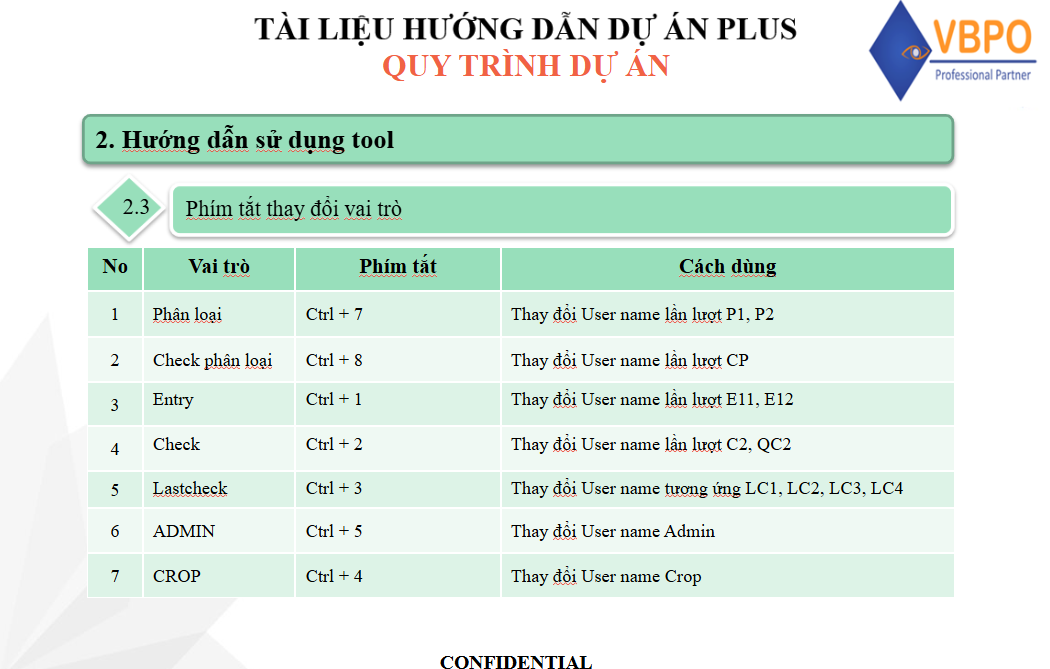 TÀI LIỆU HƯỚNG DẪN DỰ ÁN PLUS
QUY TRÌNH DỰ ÁN
VBPO
Professional Partner
2. Hướng dẫn sử dụng tool
2.3
Phím tắt thay đổi vai trò
No Vai trò Phím tắt Cách dùng
1 Phân loại Ctrl + 7 Thay đổi User name lần lượt P1, P2
2 Check phân loại Ctrl + 8 Thay đổi User name lần lượt CP
3 Entry Ctrl + 1 Thay đổi User name lần lượt E11, E12
4 Check Ctrl + 2 Thay đổi User name lần lượt C2, QC2
5 Lastcheck Ctrl + 3 Thay đổi User name tương ứng LC1, LC2, LC3, LC4
6 ADMIN Ctrl + 5 Thay đổi User name Admin
7 CROP Ctrl + 4 Thay đổi User name Crop
CONFIDENTIAL